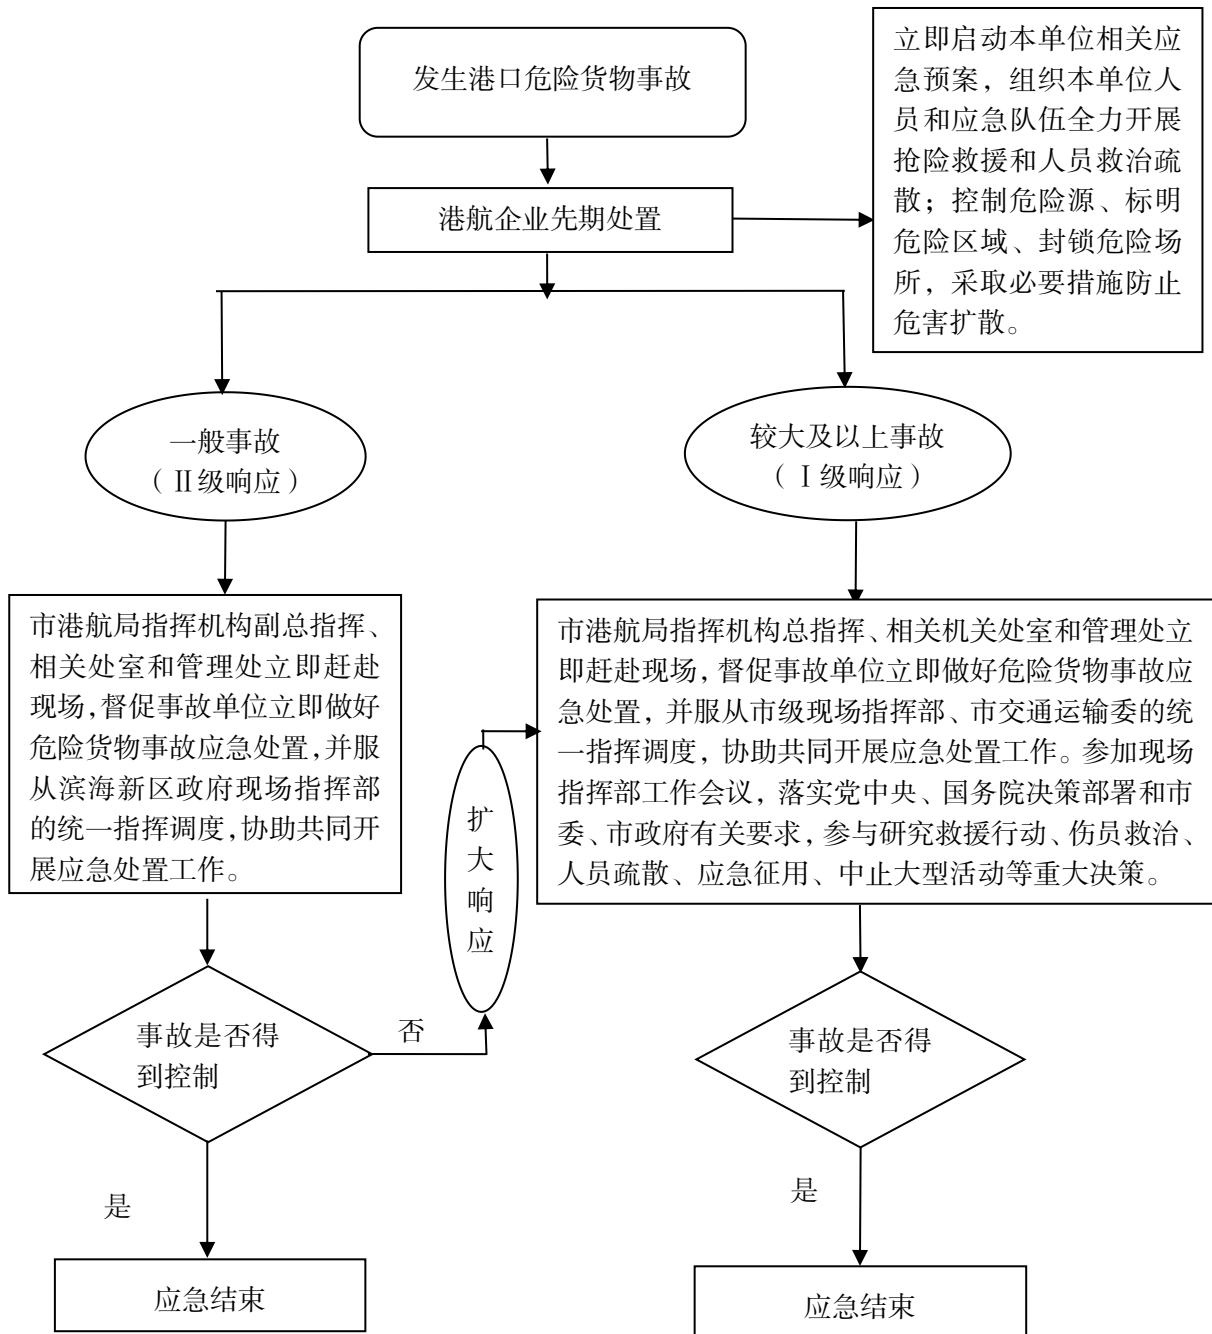 发生港口危险货物事故
立即启动本单位相关应
急预案，组织本单位人
员和应急队伍全力开展
抢险救援和人员救治疏
散；控制危险源、标明
危险区域、封锁危险场
所，采取必要措施防止
危害扩散。
港航企业先期处置
一般事故
（Ⅱ级响应）
较大及以上事故
（Ⅰ级响应）
市港航局指挥机构副总指挥、
相关处室和管理处立即赶赴
现场，督促事故单位立即做好
危险货物事故应急处置，并服
从滨海新区政府现场指挥部
的统一指挥调度，协助共同开
展应急处置工作。
市港航局指挥机构总指挥、相关机关处室和管理处立
即赶赴现场，督促事故单位立即做好危险货物事故应
急处置，并服从市级现场指挥部、市交通运输委的统
一指挥调度，协助共同开展应急处置工作。参加现场
指挥部工作会议，落实党中央、国务院决策部署和市
委、市政府有关要求，参与研究救援行动、伤员救治、
人员疏散、应急征用、中止大型活动等重大决策。
扩
大
响
应
事故是否得
到控制
否
事故是否得
到控制
是
是
应急结束
应急结束